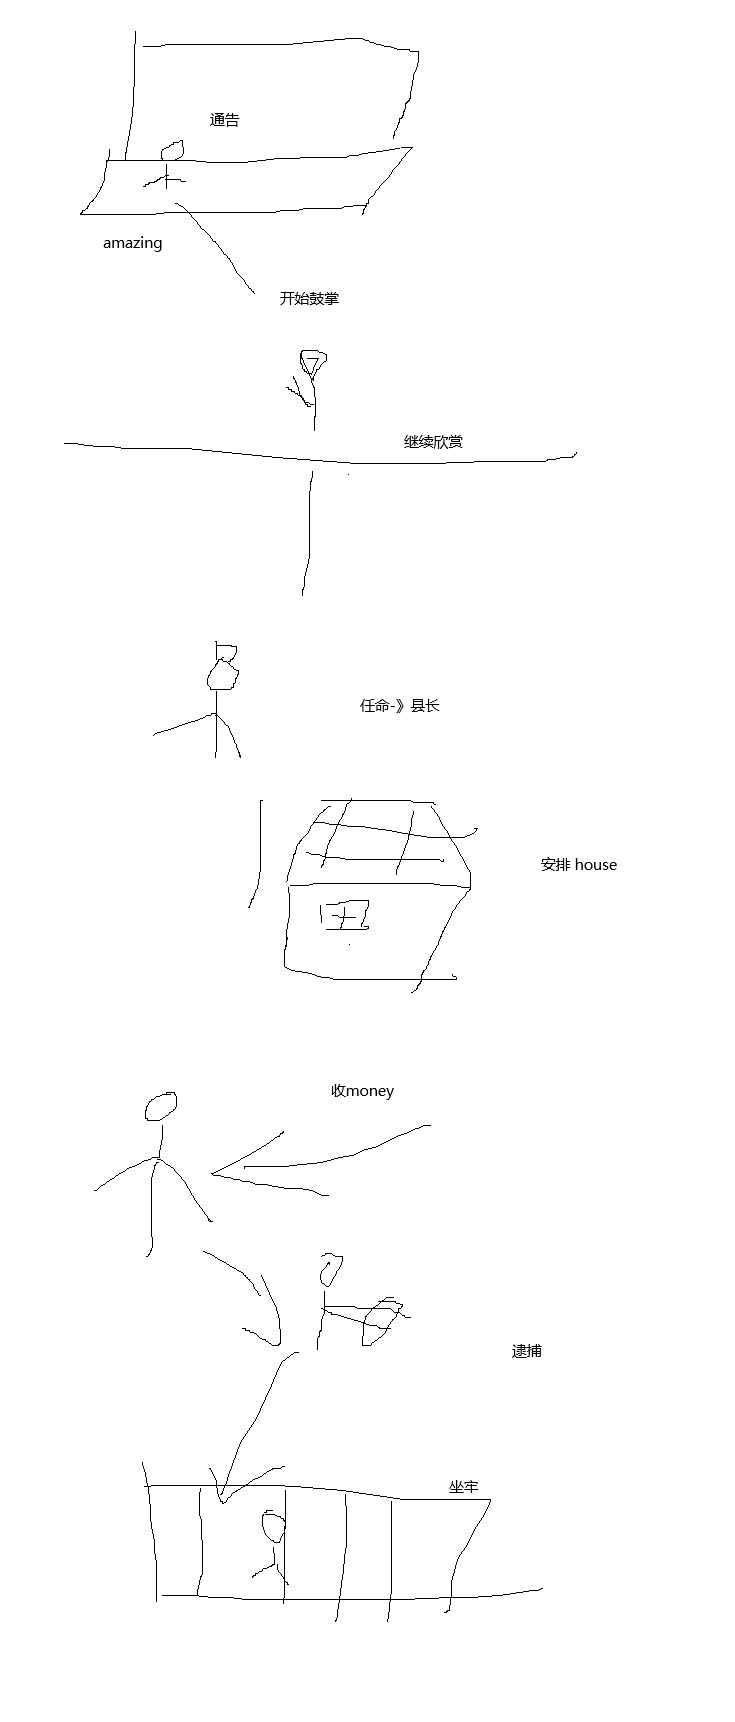 通告
amazing
开始鼓掌
继续欣赏
任命-》县长
安排 house
收money
逮捕
坐牢